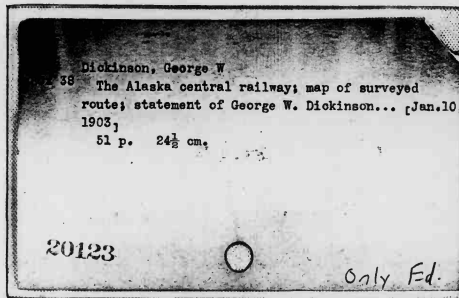 Dickinson, George W
38
The Alaska central railway; map of surveyed
route; statement of George W. Dickinson... [Jan.10
1903]
51 p. 24½ cm.
20123
Only Ed.